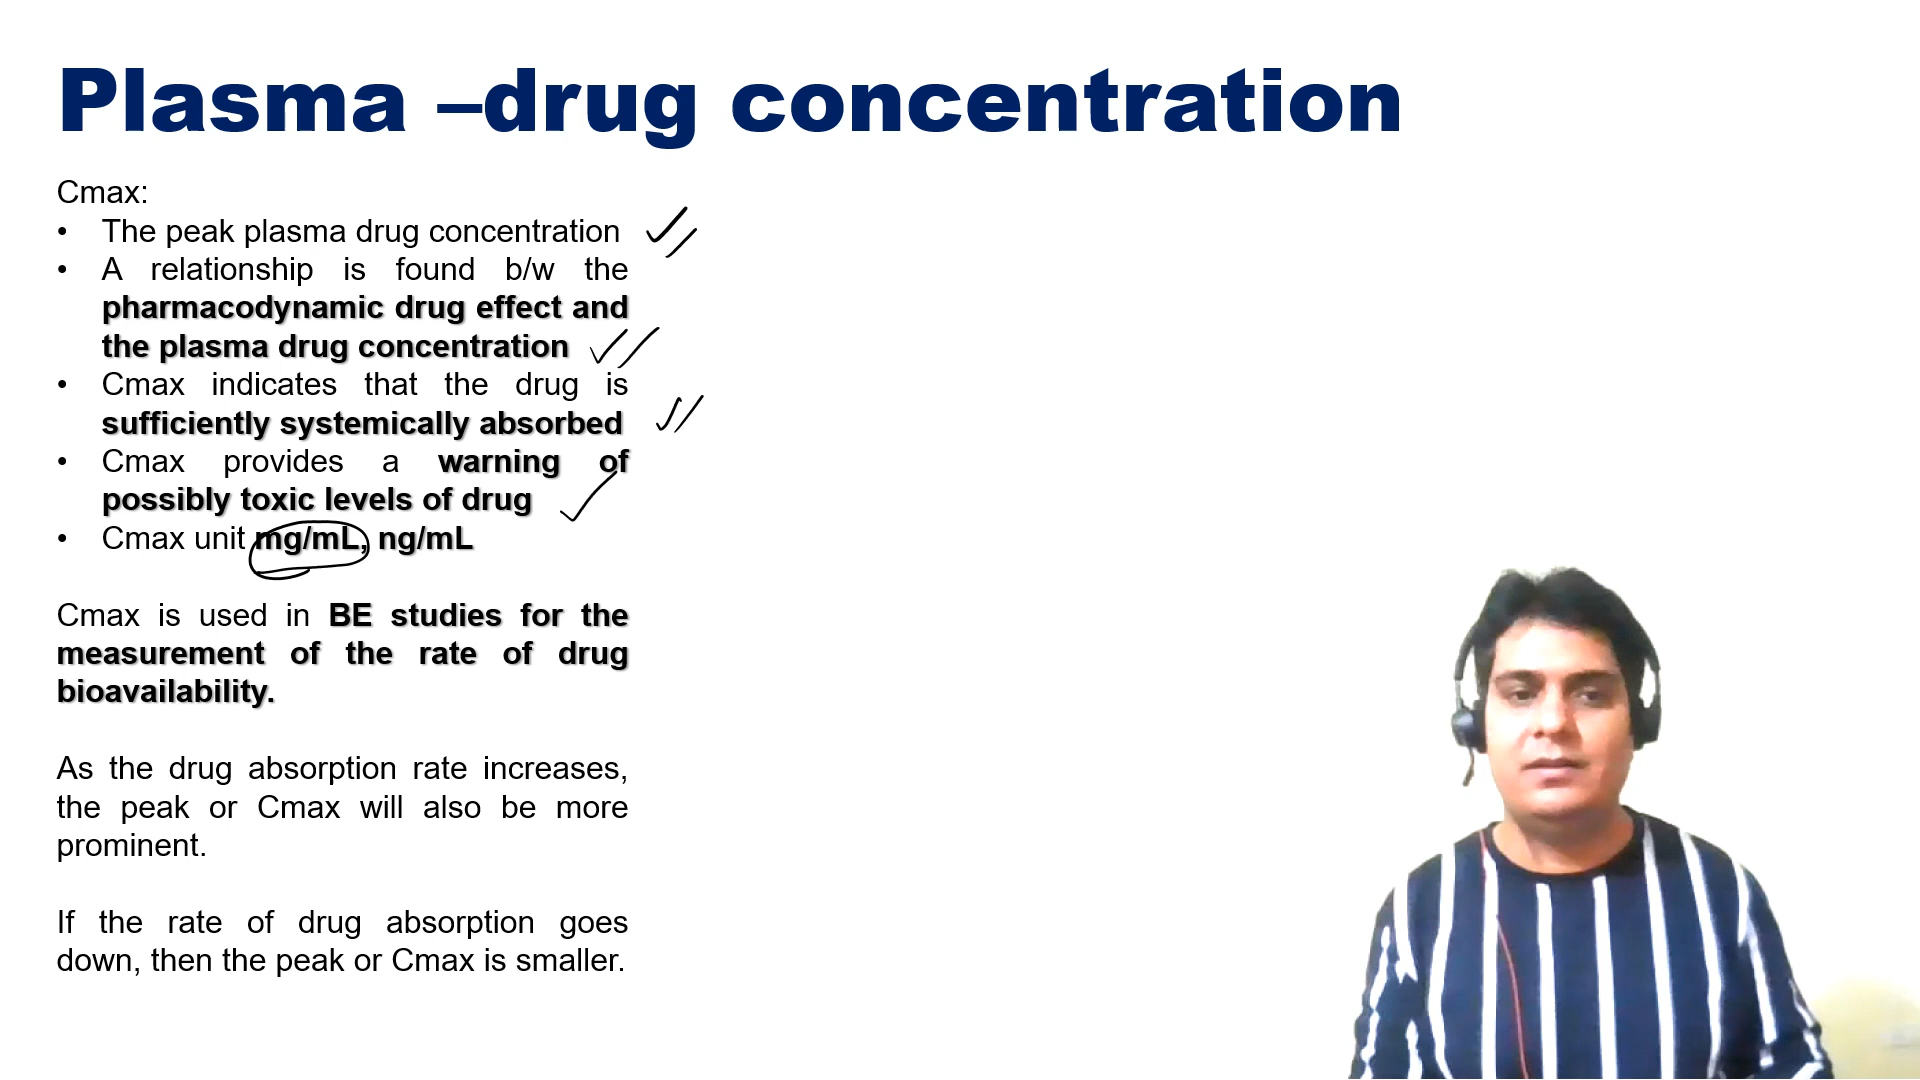 Plasma –drug concentration
Cmax:
• The peak plasma drug concentration
• A relationship is found b/w the
pharmacodynamic drug effect and
the plasma drug concentration
• Cmax indicates that the drug is
sufficiently systemically absorbed
• Cmax provides a warning of
possibly toxic levels of drug
• Cmax unit mg/mL, ng/mL
Cmax is used in BE studies for the
measurement of the rate of drug
bioavailability.
As the drug absorption rate increases,
the peak or Cmax will also be more
prominent.
If the rate of drug absorption goes
down, then the peak or Cmax is smaller.